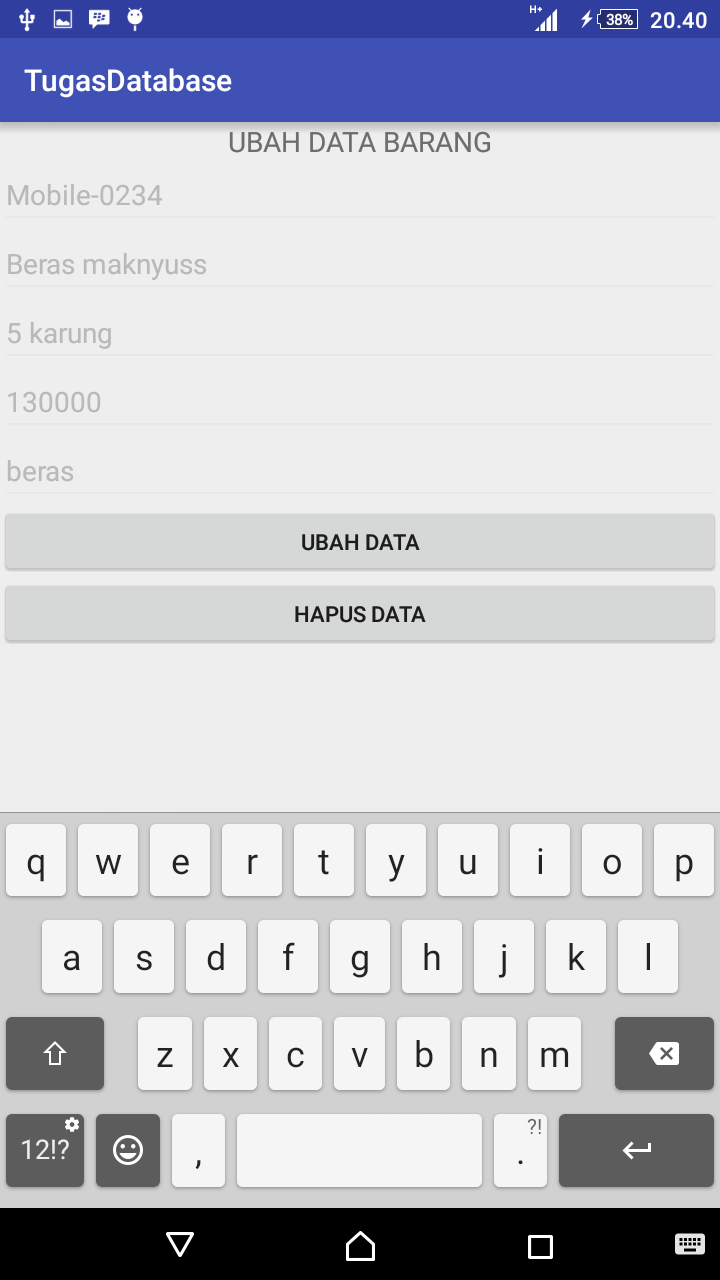 H+ 38% 20.40
TugasDatabase
UBAH DATA BARANG
Mobile-0234
Beras maknyuss
5 karung
130000
beras
UBAH DATA
HAPUS DATA
q w e r t y u i o p
a s d f g h j k l
z x c v b n m
12!? , . ?!